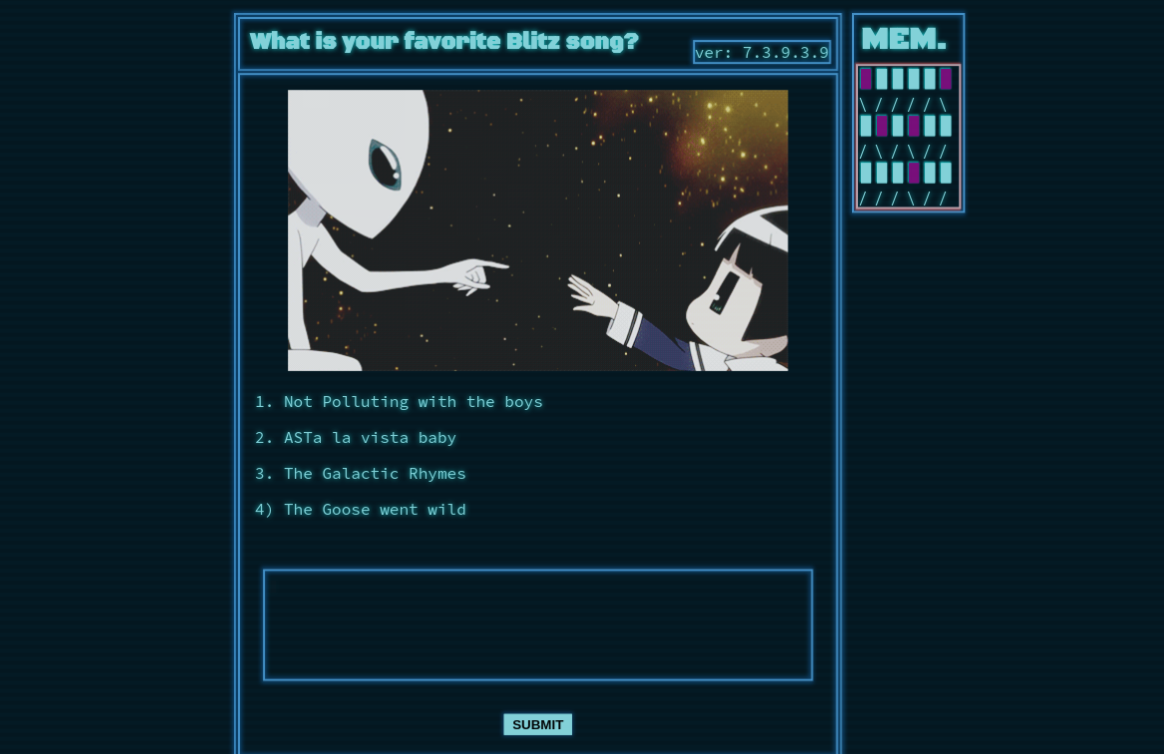 What is your favorite Blitz song?
ver: 7.3.9.3.9
MEM.
\ / / / / \
/ \ / \ / /
/ / / \ / /
1. Not Polluting with the boys
2. ASTa la vista baby
3. The Galactic Rhymes
4) The Goose went wild
SUBMIT